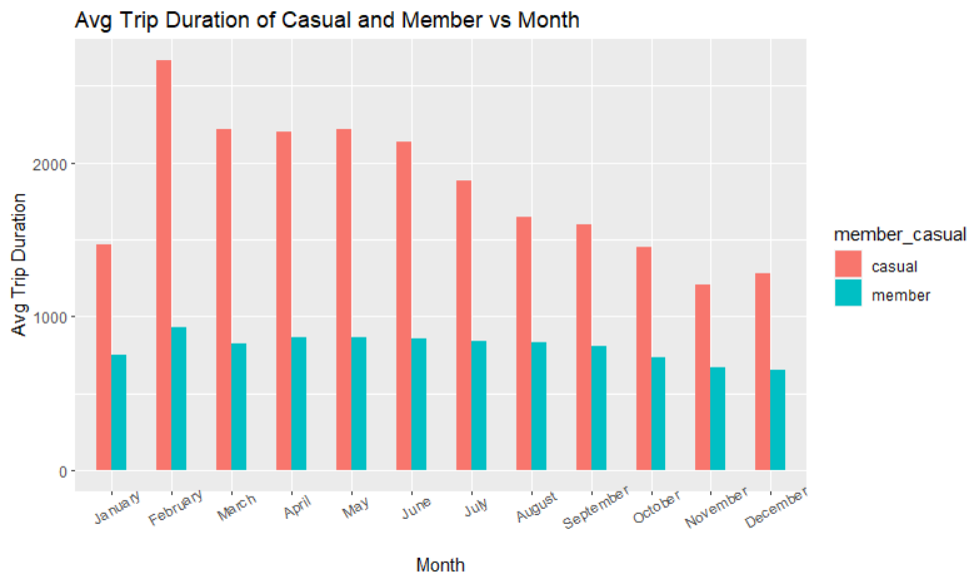 Avg Trip Duration of Casual and Member vs Month
Avg Trip Duration
2000
1000
0
January February March April May June July August September October November December
Month
member_casual
casual
member